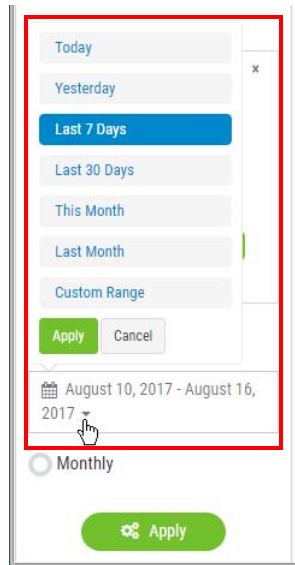 Today
x
Yesterday
Last 7 Days
Last 30 Days
This Month
Last Month
Custom Range
Apply Cancel
August 10, 2017 - August 16,
2017
Monthly
Apply